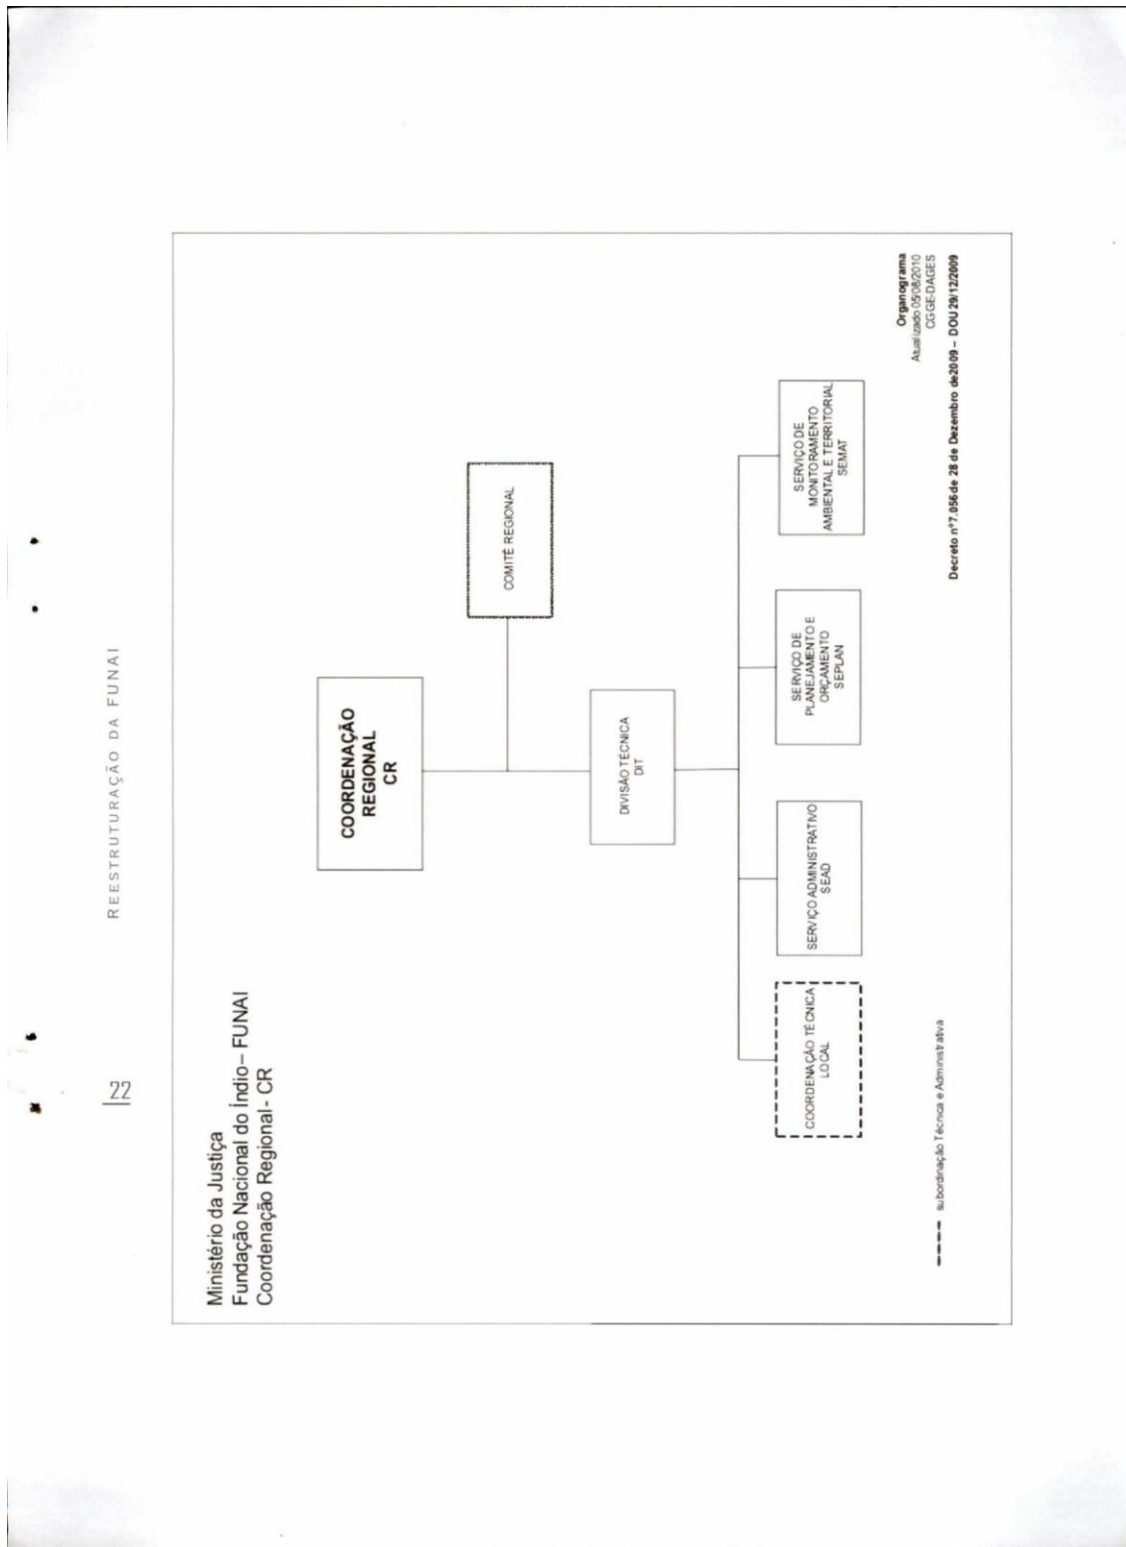 22
REESTRUTURAÇÃO DA FUNAI
Ministério da Justiça
Fundação Nacional do Índio– FUNAI
Coordenação Regional- CR
COORDENAÇÃO
REGIONAL
CR
COMITÊ REGIONAL
DIVISÃO TÉCNICA
DIT
COORDENAÇÃO TÉCNICA
LOCAL
SERVIÇO ADMINISTRATIVO
SEAD
SERVIÇO DE
PLANEJAMENTO E
ORÇAMENTO
SEPLAN
SERVIÇO DE
MONITORAMENTO
AMBIENTAL E TERRITORIAL
SEMAT
subordinação Técnica e Administrativa
Organograma
Atualizado 05/08/2010
CGGE-DAGES
Decreto nº7.056 de 28 de Dezembro de2009 – DOU 29/12/2009